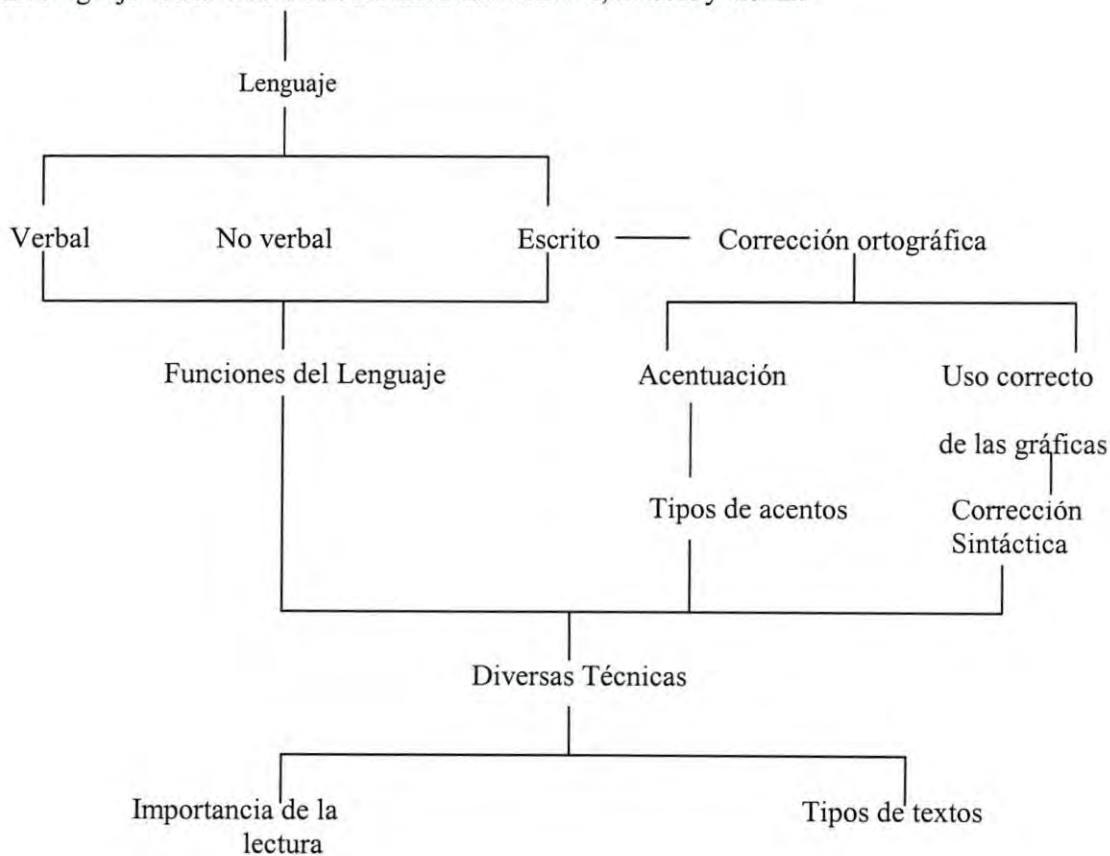 Lenguaje
Verbal No verbal Escrito Corrección ortográfica
Funciones del Lenguaje Acentuación Uso correcto
de las gráficas
Tipos de acentos Corrección
Sintáctica
Diversas Técnicas
Importancia de la Tipos de textos
lectura